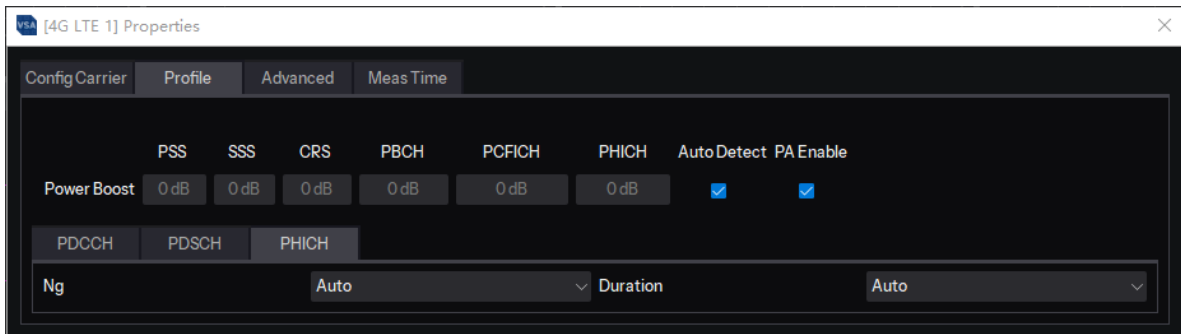 VSA [4G LTE 1] Properties
Config Carrier Profile Advanced Meas Time
PSS SSS CRS PBCH PCFICH PHICH Auto Detect PA Enable
Power Boost 0 dB 0 dB 0 dB 0 dB 0 dB 0 dB
PDCCH PDSCH PHICH
Ng Auto Duration Auto